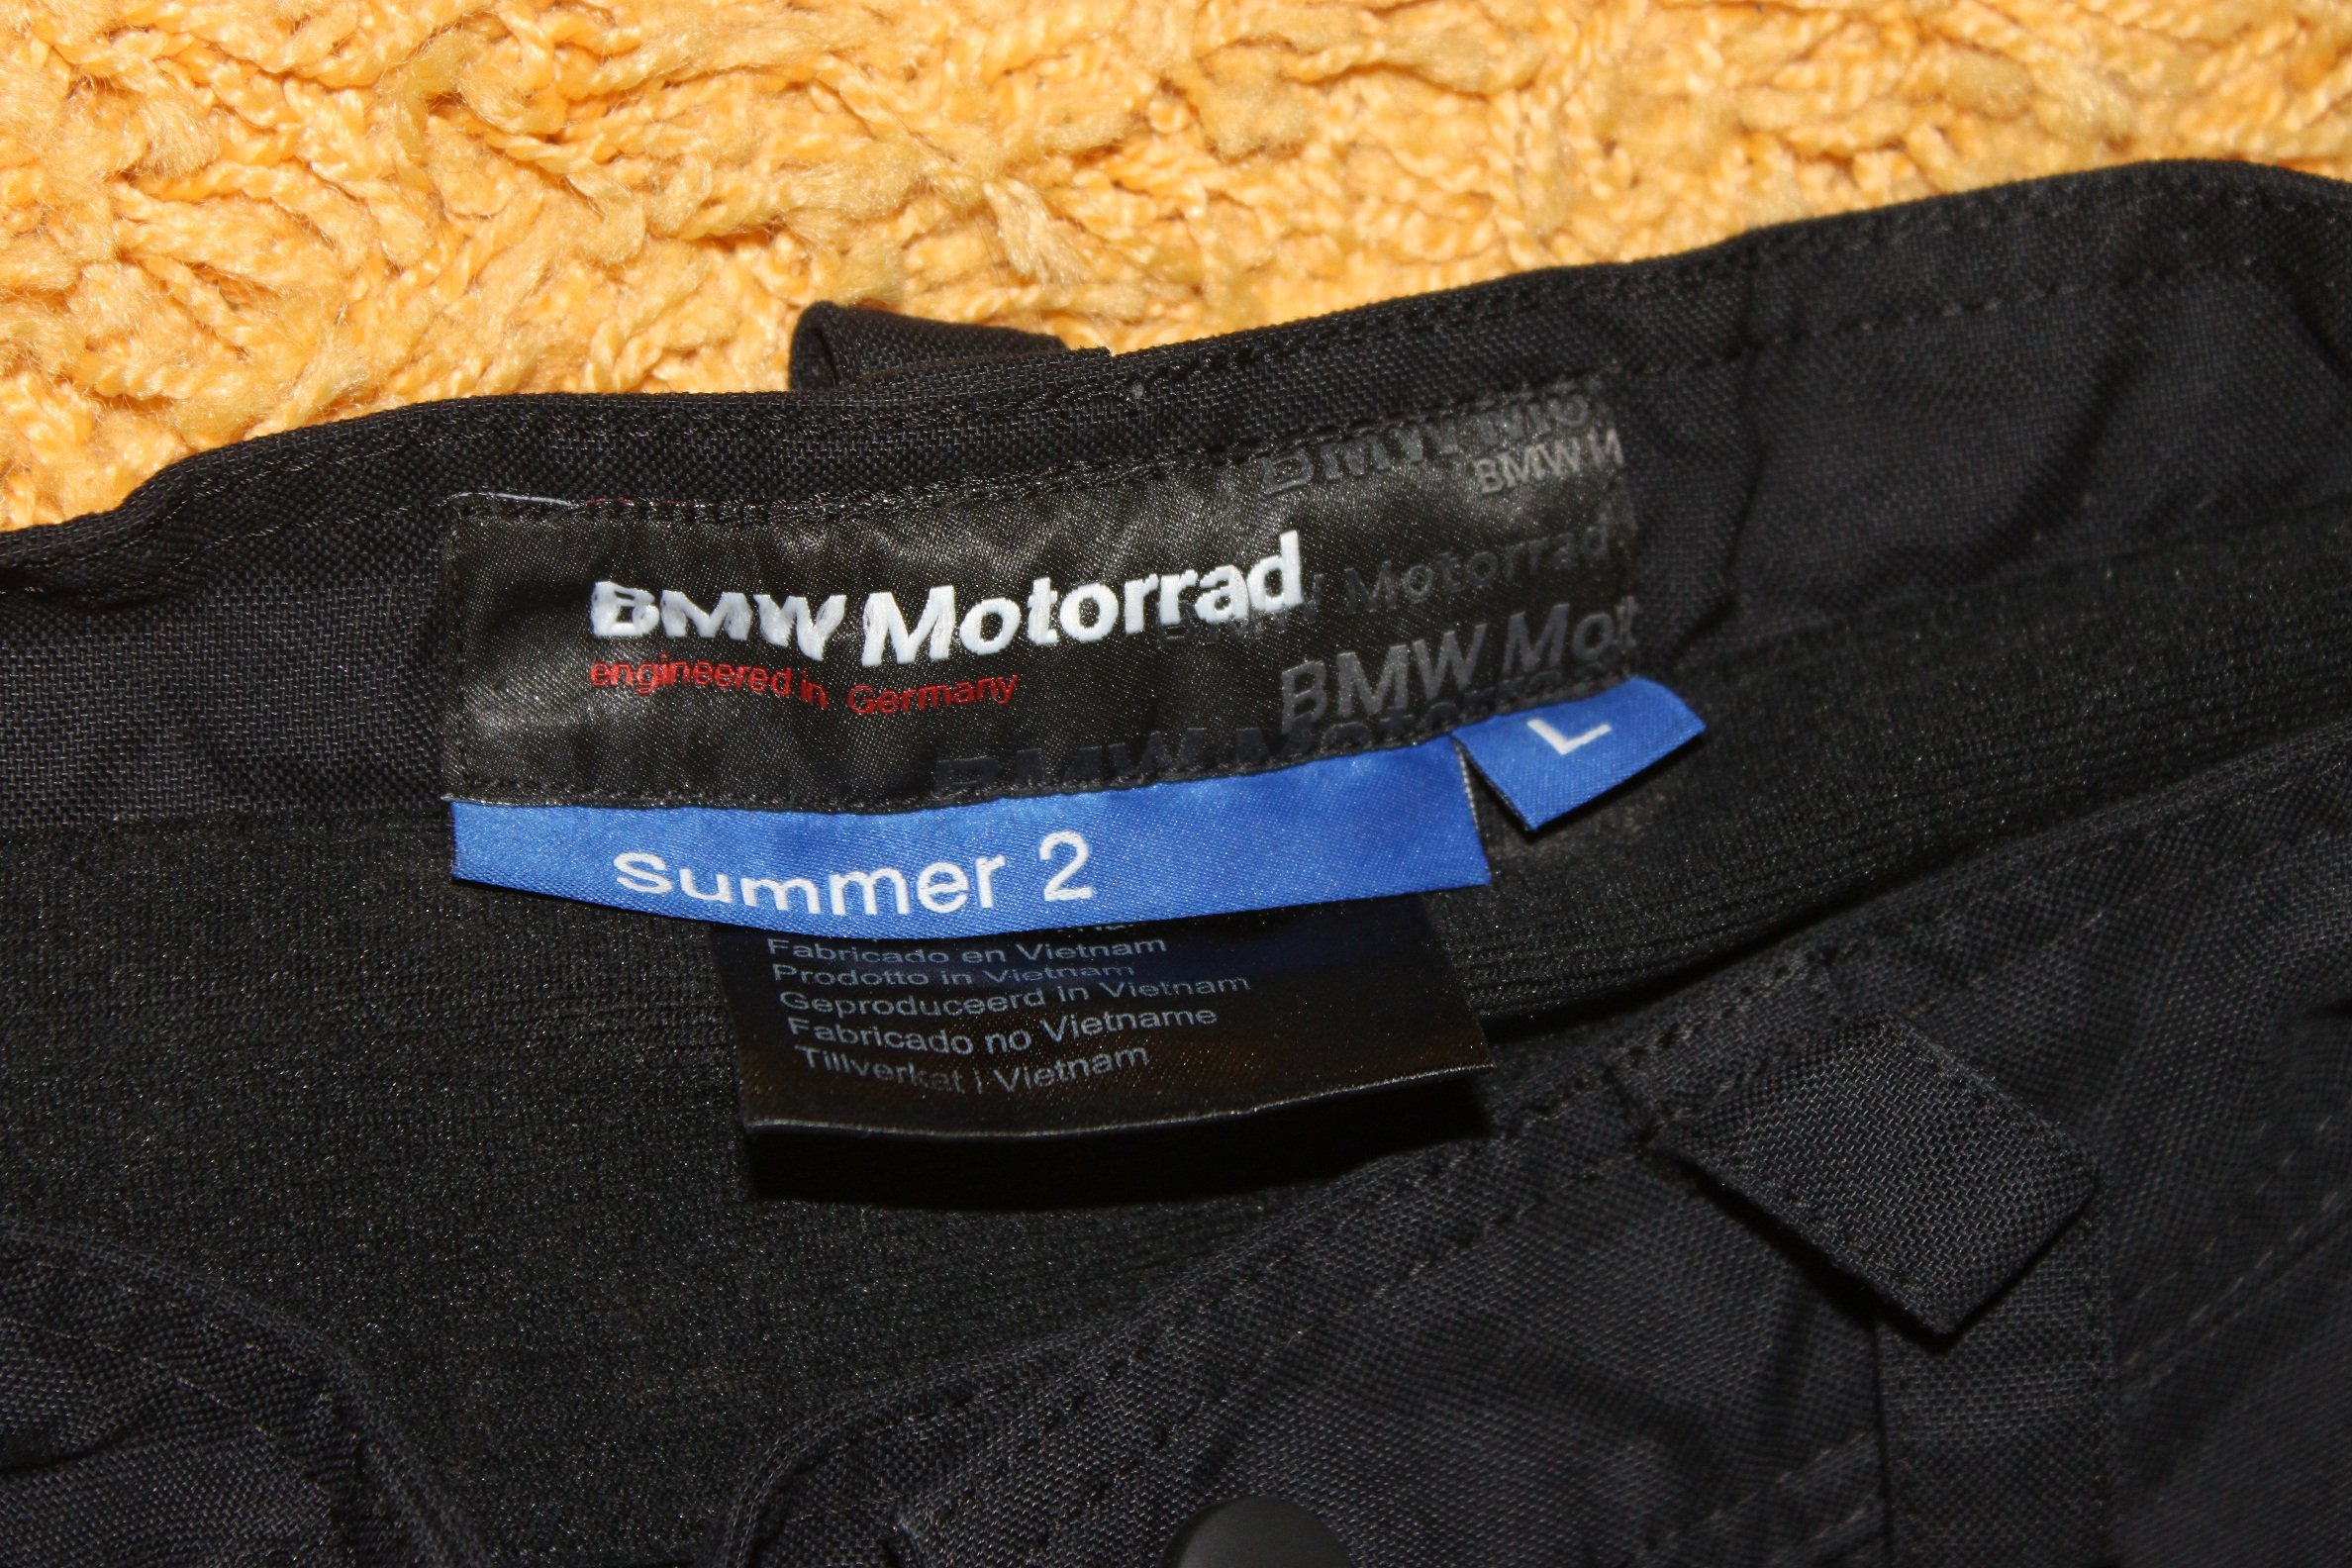 BMW Motorrad
engineered in Germany
BMW
BMW
Motorrad
BMW Mot
BMW Motorrad
L
Summer 2
Fabricado en Vietnam
Prodotto in Vietnam
Geproduceerd in Vietnam
Fabricado no Vietname
Tillverkat i Vietnam